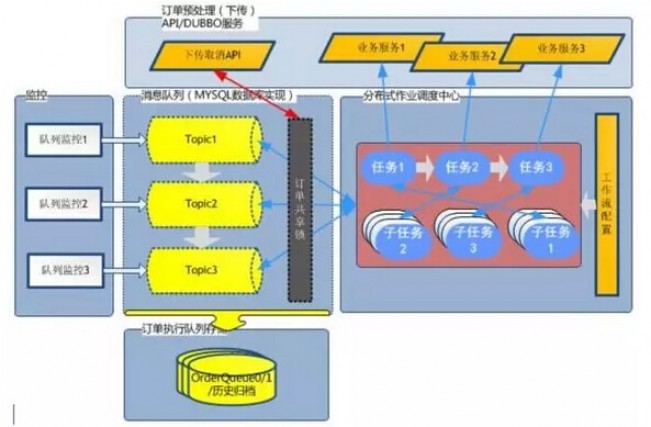 订单预处理（下传）
API/DUBBO服务
下传取消API
业务服务1
业务服务2
业务服务3
监控
队列监控1
队列监控2
队列监控3
消息队列（MYSQL数据库实现）
Topic1
Topic2
Topic3
订单共享锁
分布式作业调度中心
任务1
任务2
任务3
子任务
2
子任务
3
子任务
1
工作流配置
订单执行队列存储
OrderQueue0/1
/历史归档